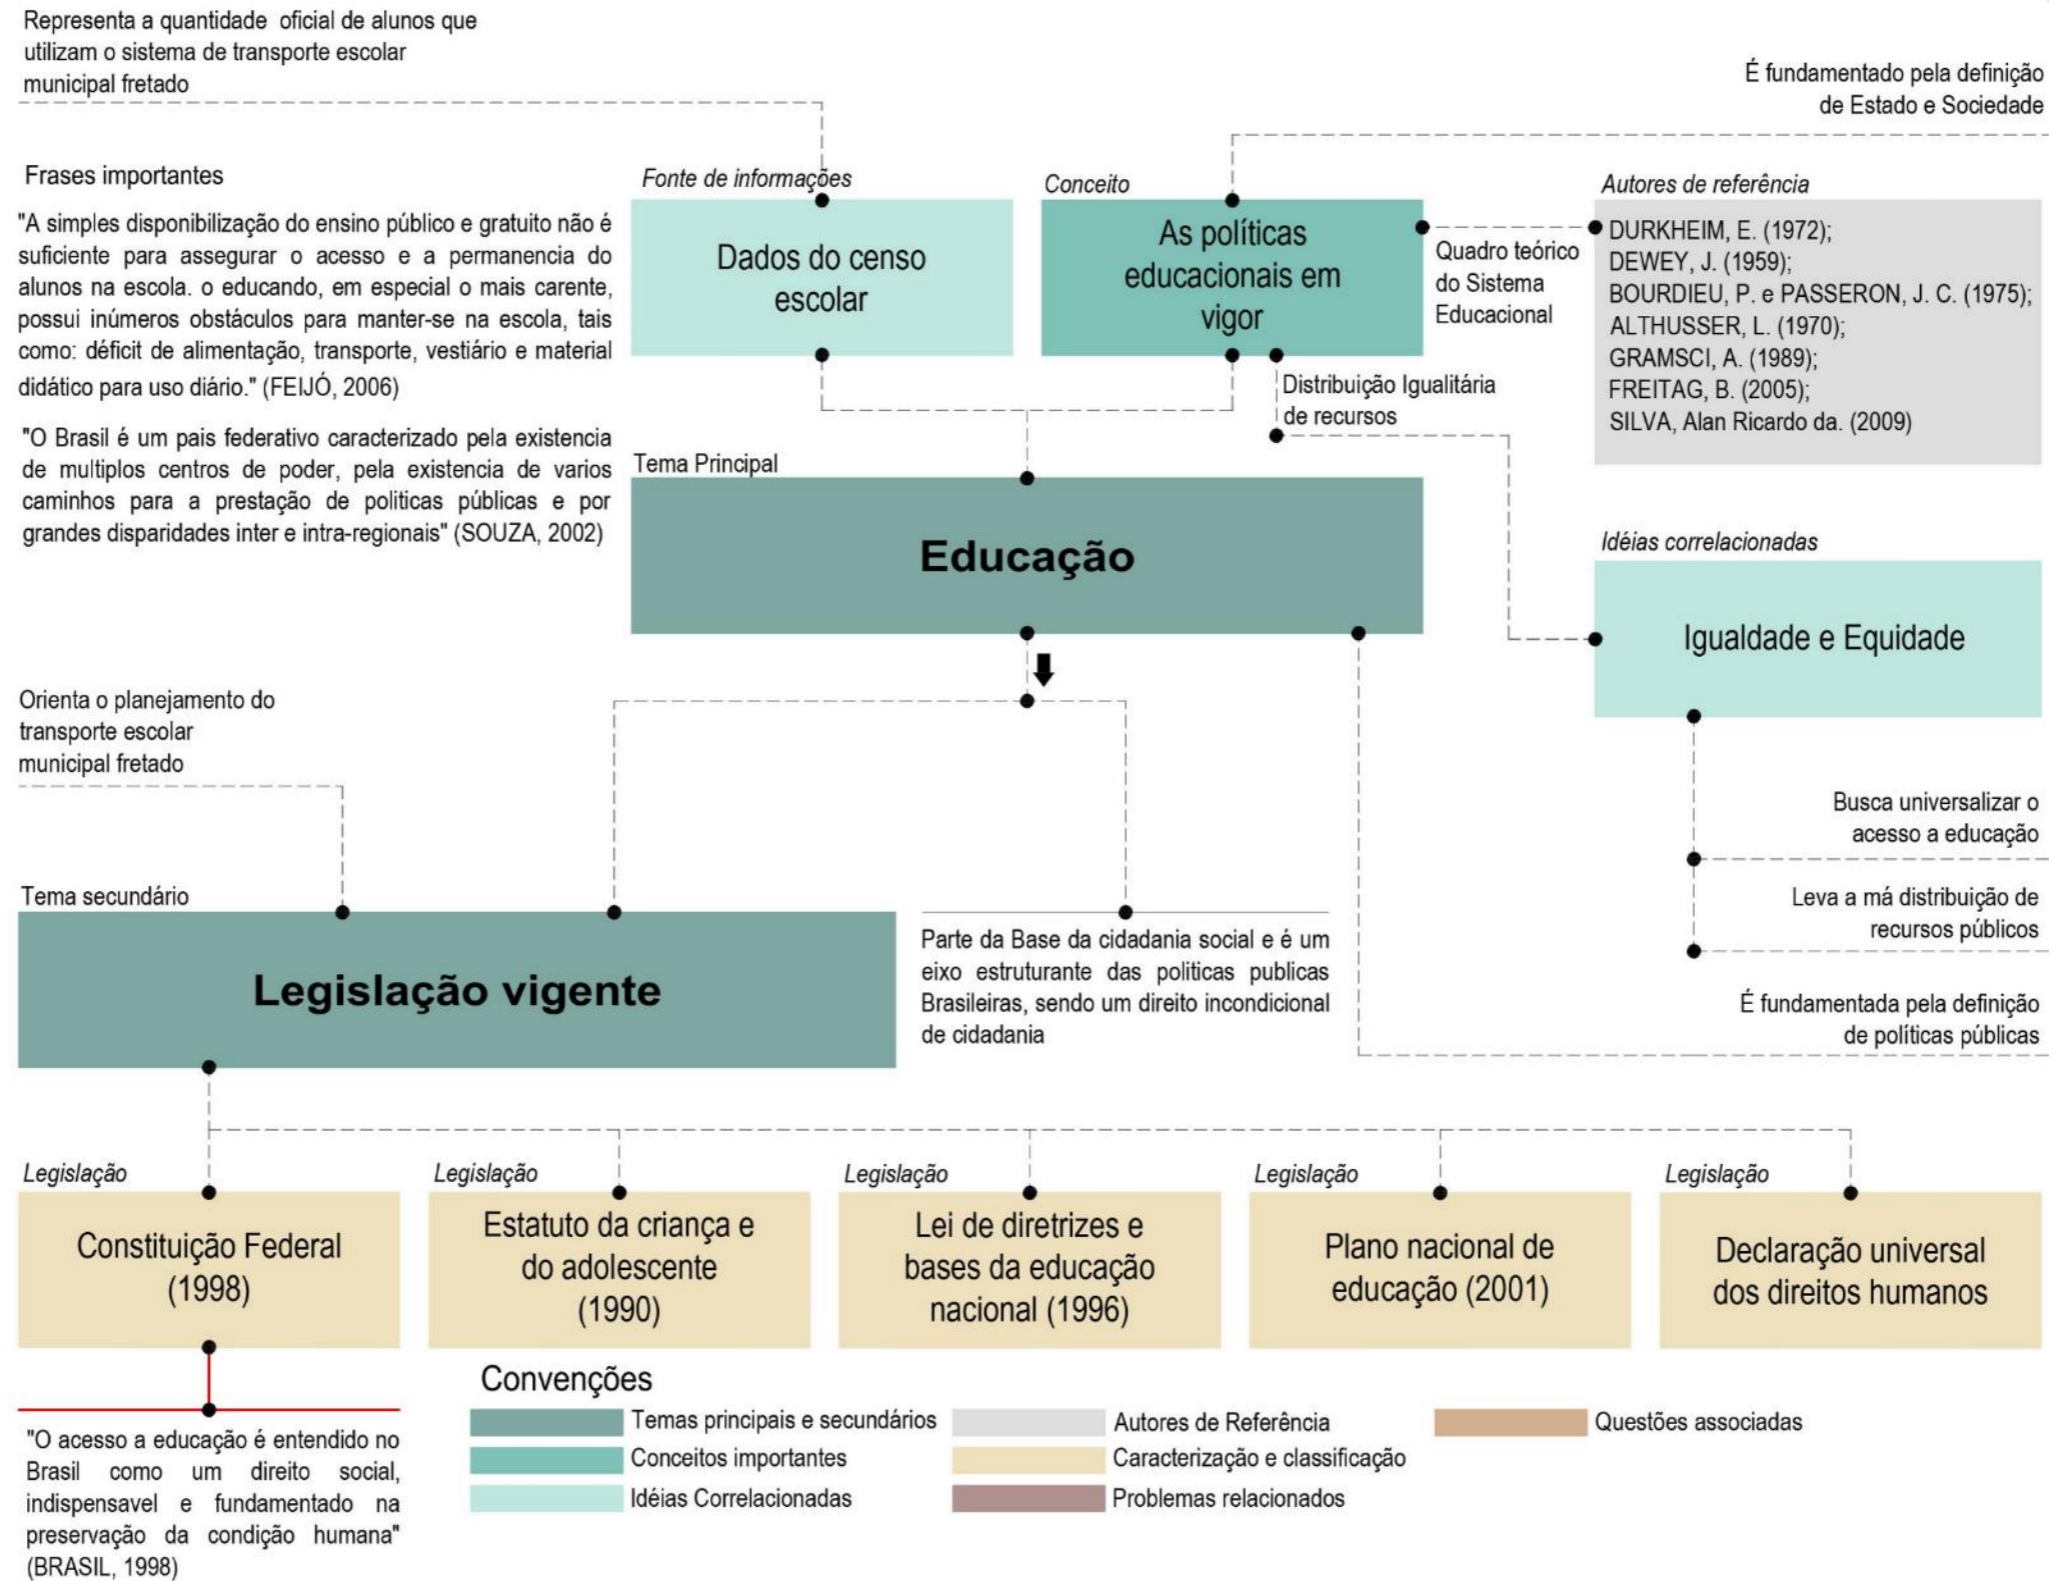 Representa a quantidade  oficial de alunos que
utilizam o sistema de transporte escolar
municipal fretado
É fundamentado pela definição
de Estado e Sociedade
Frases importantes
"A simples disponibilização do ensino público e gratuito não é
suficiente para assegurar o acesso e a permanencia do
alunos na escola. o educando, em especial o mais carente,
possui inúmeros obstáculos para manter-se na escola, tais
como: déficit de alimentação, transporte, vestiário e material
didático para uso diário." (FEIJÓ, 2006)
"O Brasil é um pais federativo caracterizado pela existencia
de multiplos centros de poder, pela existencia de varios
caminhos para a prestação de politicas públicas e por
grandes disparidades inter e intra-regionais" (SOUZA, 2002)
Fonte de informações
Dados do censo
escolar
Conceito
As políticas
educacionais em
vigor
Quadro teórico
do Sistema
Educacional
Autores de referência
DURKHEIM, E. (1972);
DEWEY, J. (1959);
BOURDIEU, P. e PASSERON, J. C. (1975);
ALTHUSSER, L. (1970);
GRAMSCI, A. (1989);
FREITAG, B. (2005);
SILVA, Alan Ricardo da. (2009)
Distribuição Igualitária
de recursos
Tema Principal
Educação
Idéias correlacionadas
Igualdade e Equidade
Orienta o planejamento do
transporte escolar
municipal fretado
Busca universalizar o
acesso a educação
Leva a má distribuição de
recursos públicos
É fundamentada pela definição
de políticas públicas
Tema secundário
Legislação vigente
Parte da Base da cidadania social e é um
eixo estruturante das politicas publicas
Brasileiras, sendo um direito incondicional
de cidadania
Legislação
Constituição Federal
(1998)
Legislação
Estatuto da criança e
do adolescente
(1990)
Legislação
Lei de diretrizes e
bases da educação
nacional (1996)
Legislação
Plano nacional de
educação (2001)
Legislação
Declaração universal
dos direitos humanos
"O acesso a educação é entendido no
Brasil como um direito social,
indispensavel e fundamentado na
preservação da condição humana"
(BRASIL, 1998)
Convenções
Temas principais e secundários
Conceitos importantes
Idéias Correlacionadas
Autores de Referência
Caracterização e classificação
Problemas relacionados
Questões associadas